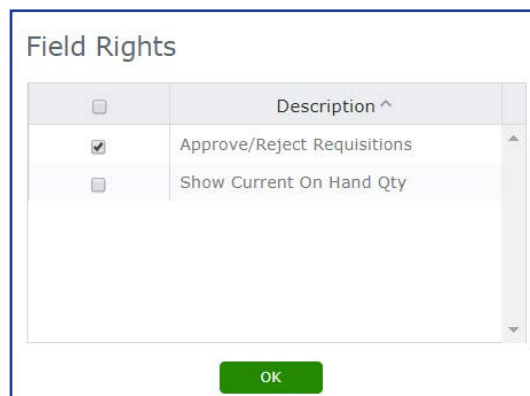 Field Rights
Description
Approve/Reject Requisitions
Show Current On Hand Qty
OK